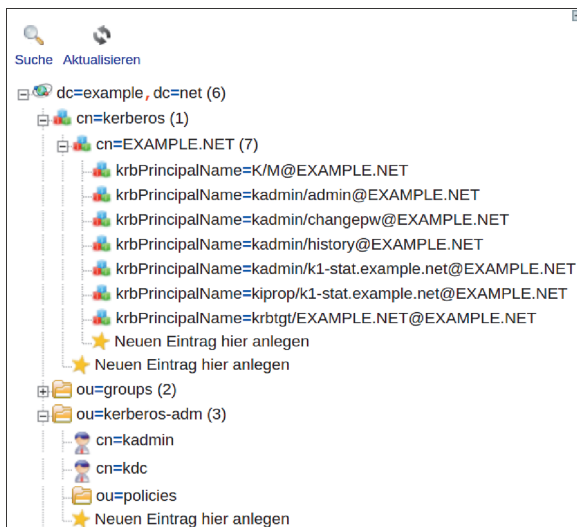 Suche Aktualisieren
dc=example,dc=net (6)
cn=kerberos (1)
cn=EXAMPLE.NET (7)
krbPrincipalName=K/M@EXAMPLE.NET
krbPrincipalName=kadmin/admin@EXAMPLE.NET
krbPrincipalName=kadmin/changepw@EXAMPLE.NET
krbPrincipalName=kadmin/history@EXAMPLE.NET
krbPrincipalName=kadmin/k1-stat.example.net@EXAMPLE.NET
krbPrincipalName=kiprop/k1-stat.example.net@EXAMPLE.NET
krbPrincipalName=krbtgt/EXAMPLE.NET@EXAMPLE.NET
Neuen Eintrag hier anlegen
Neuen Eintrag hier anlegen
ou=groups (2)
ou=kerberos-adm (3)
cn=kadmin
cn=kdc
ou=policies
Neuen Eintrag hier anlegen